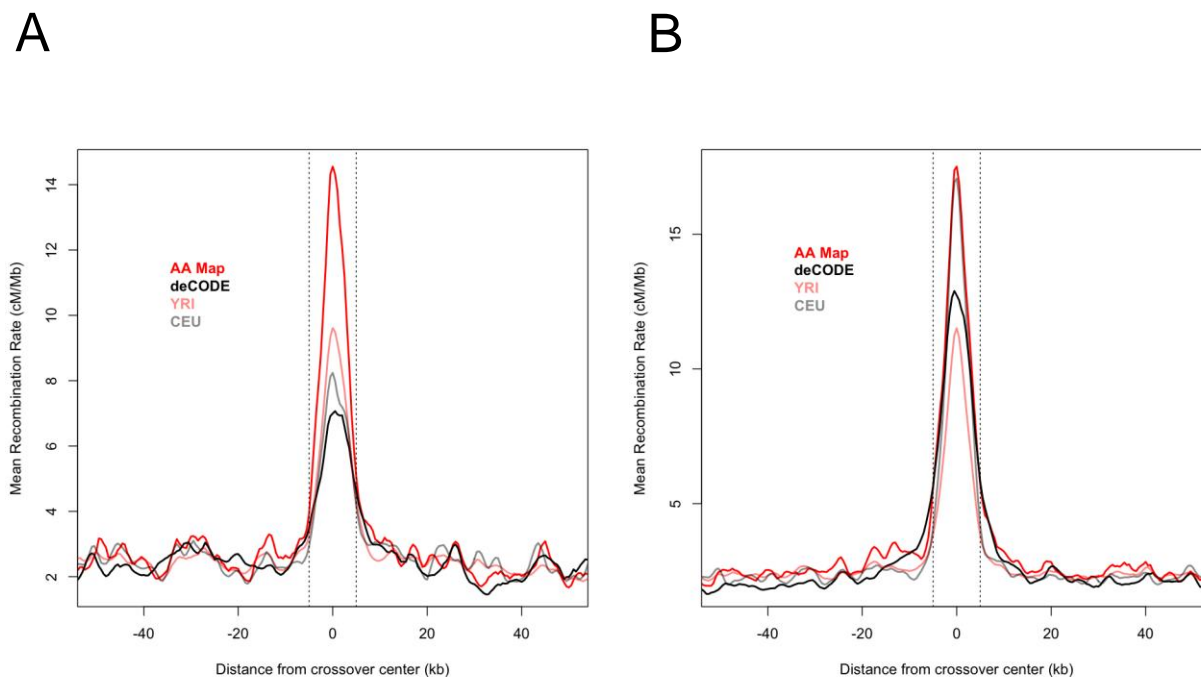 A
B
Mean Recombination Rate (cM/Mb)
14
12
10
8
6
4
2
AA Map
deCODE
YRI
CEU
-40
-20
0
20
40
Distance from crossover center (kb)
Mean Recombination Rate (cM/Mb)
15
10
5
AA Map
deCODE
YRI
CEU
-40
-20
0
20
40
Distance from crossover center (kb)